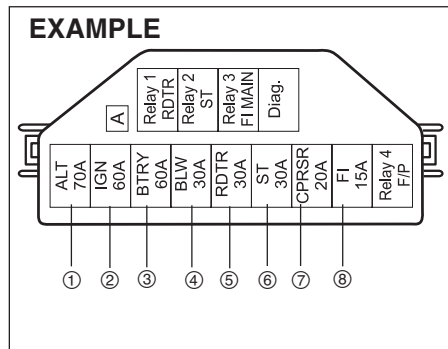 EXAMPLE
A
Relay 1
RDTR
Relay 2
ST
Relay 3
FI MAIN
Diag.
ALT
70A
IGN
60A
BTRY
60A
BLW
30A
RDTR
30A
ST
30A
CPRSR
20A
FI
15A
Relay 4
F/P
① ② ③ ④ ⑤ ⑥ ⑦ ⑧